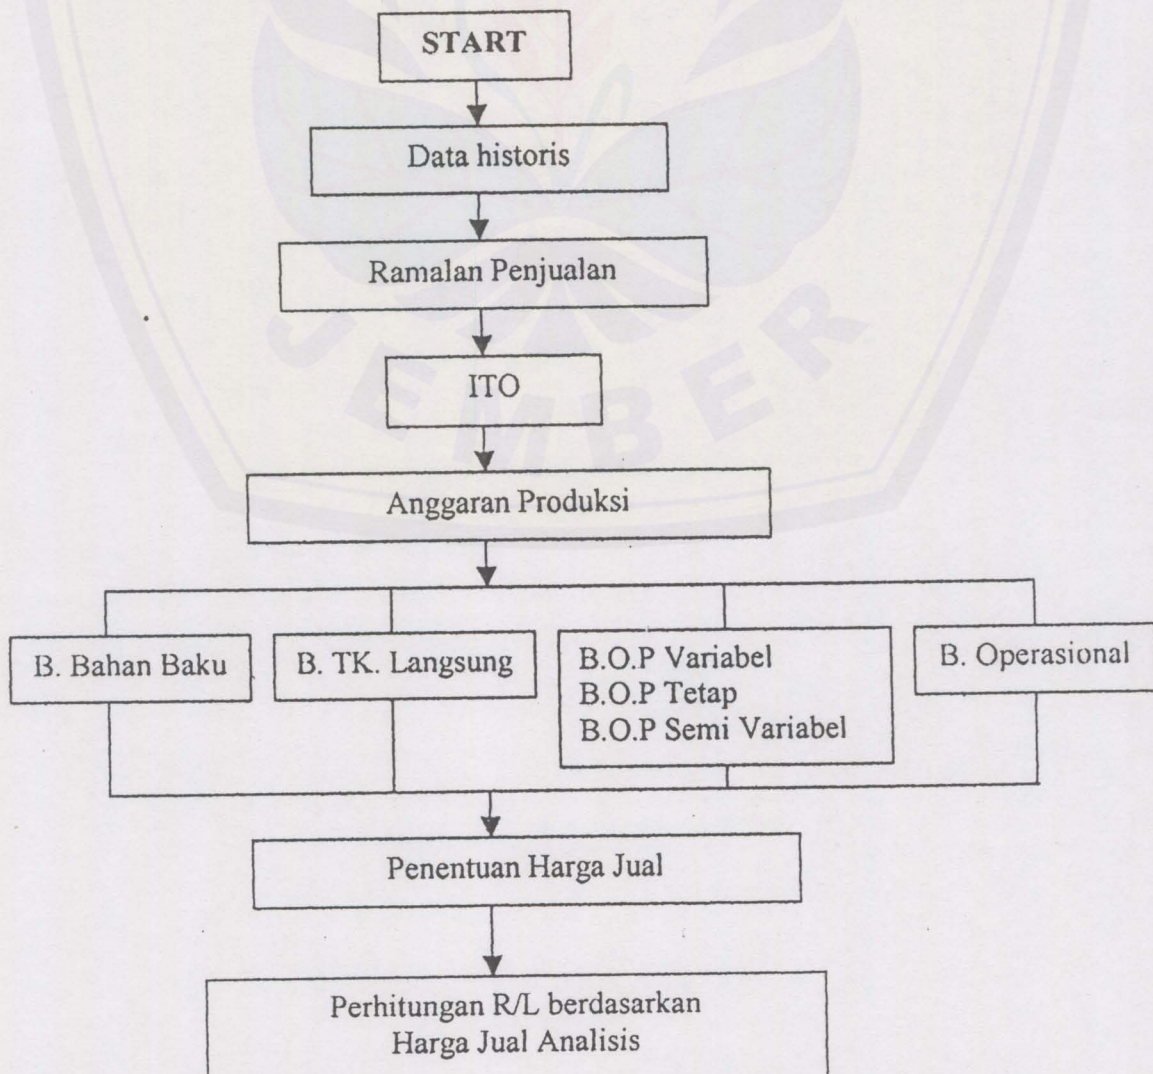 START
Data historis
Ramalan Penjualan
ITO
JEMBER
Anggaran Produksi
B. Bahan Baku
B. TK. Langsung
B.O.P Variabel
B.O.P Tetap
B.O.P Semi Variabel
B. Operasional
Penentuan Harga Jual
Perhitungan R/L berdasarkan
Harga Jual Analisis